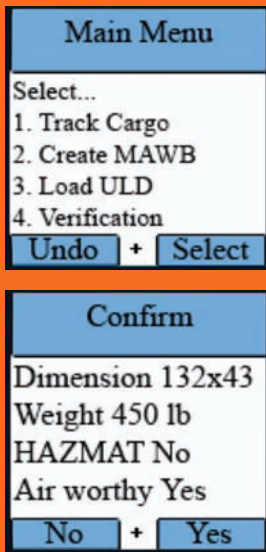 Main Menu
Select...
1. Track Cargo
2. Create MAWB
3. Load ULD
4. Verification
Undo + Select
Confirm
Dimension 132x43
Weight 450 lb
HAZMAT No
Air worthy Yes
No + Yes